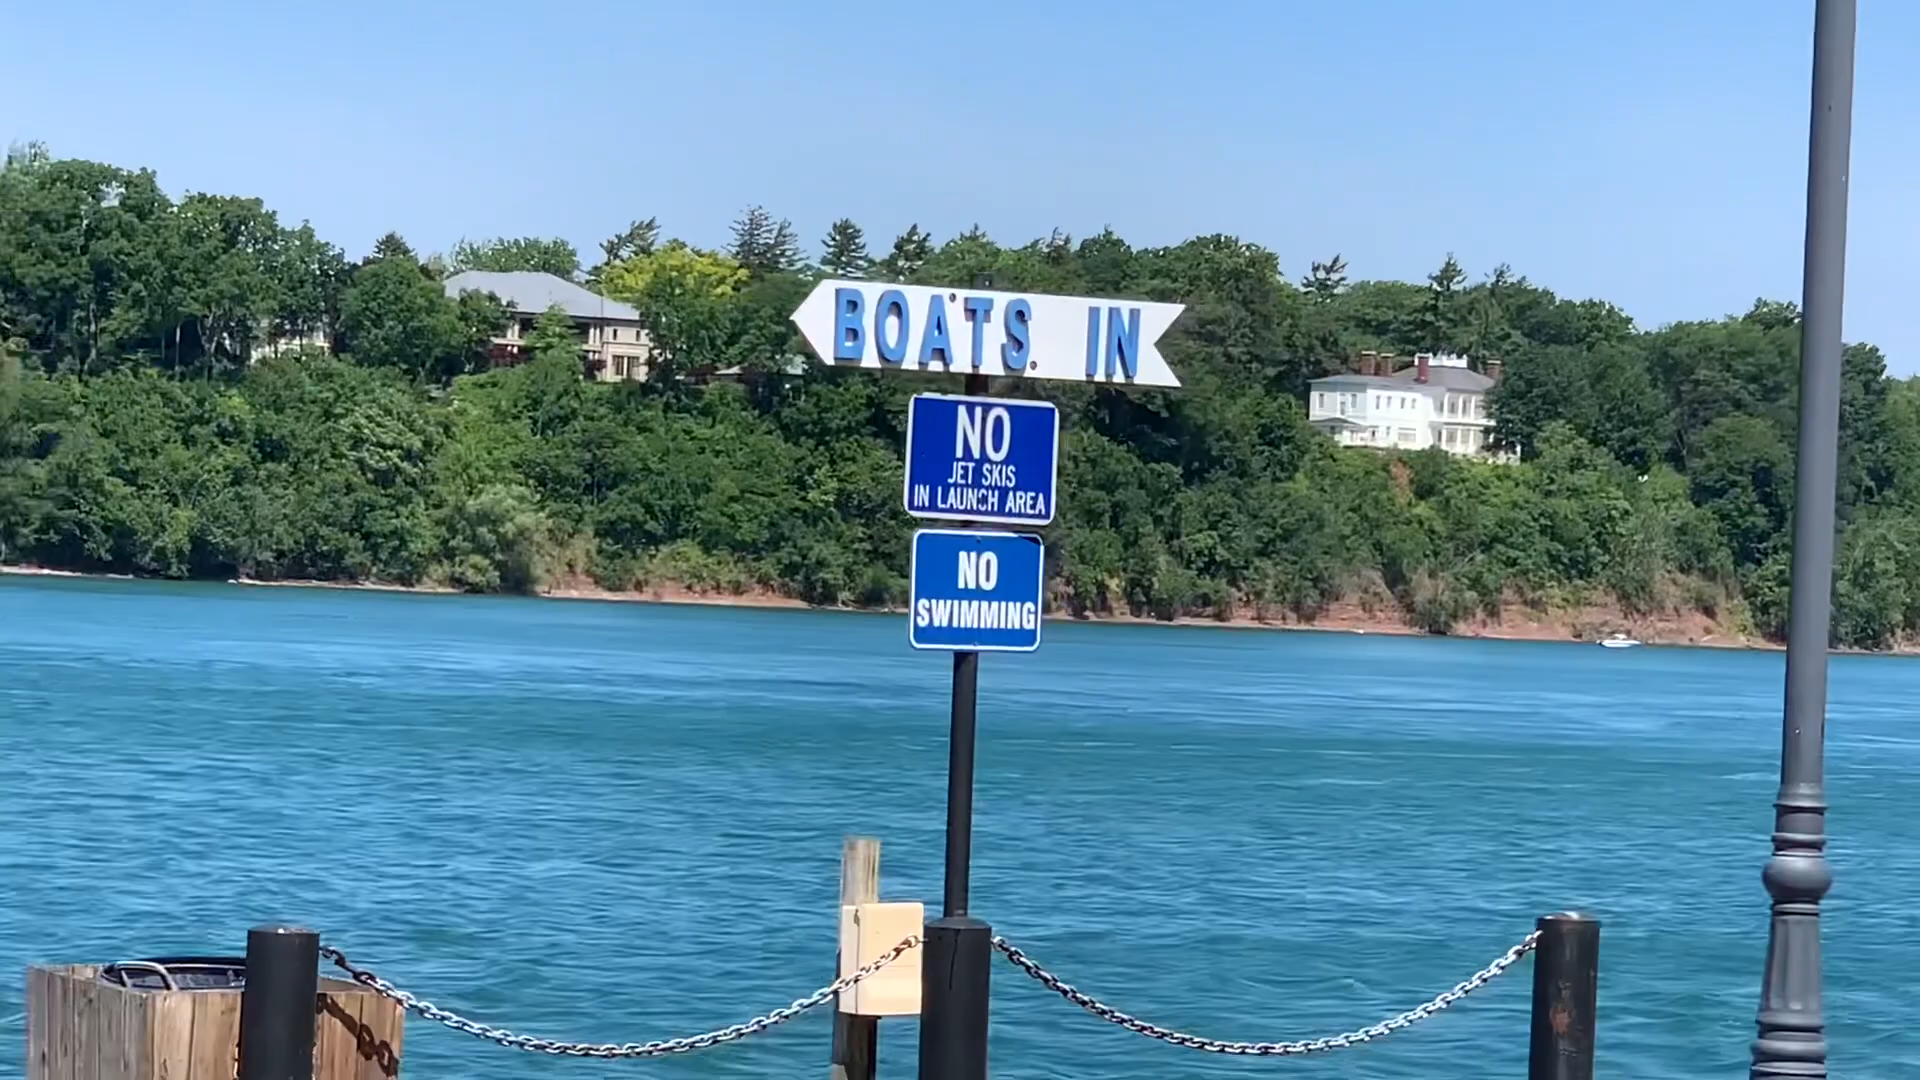 BOATS IN
NO
JET SKIS
IN LAUNCH AREA
NO
SWIMMING